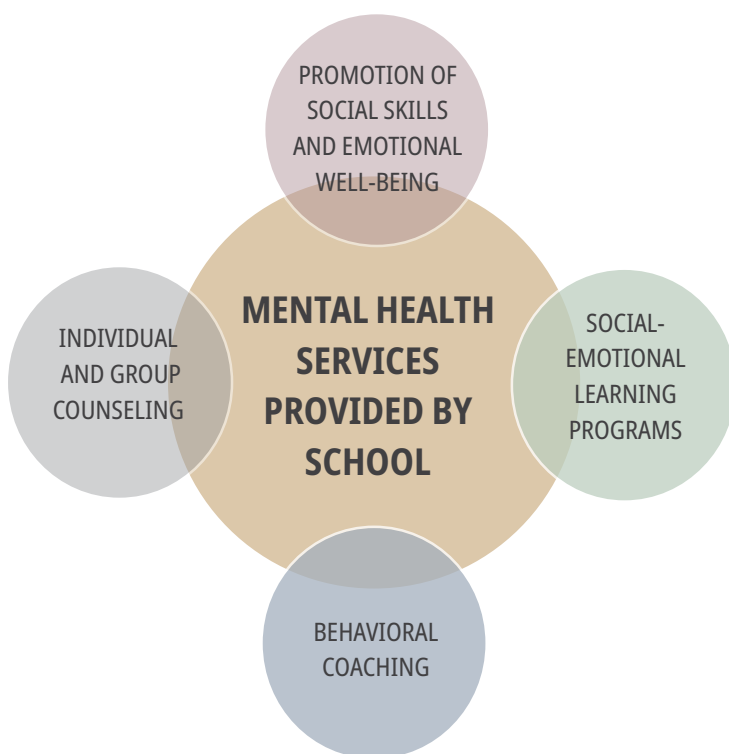 PROMOTION OF
SOCIAL SKILLS
AND EMOTIONAL
WELL-BEING
MENTAL HEALTH
SERVICES
PROVIDED BY
SCHOOL
INDIVIDUAL
AND GROUP
COUNSELING
SOCIAL-
EMOTIONAL
LEARNING
PROGRAMS
BEHAVIORAL
COACHING